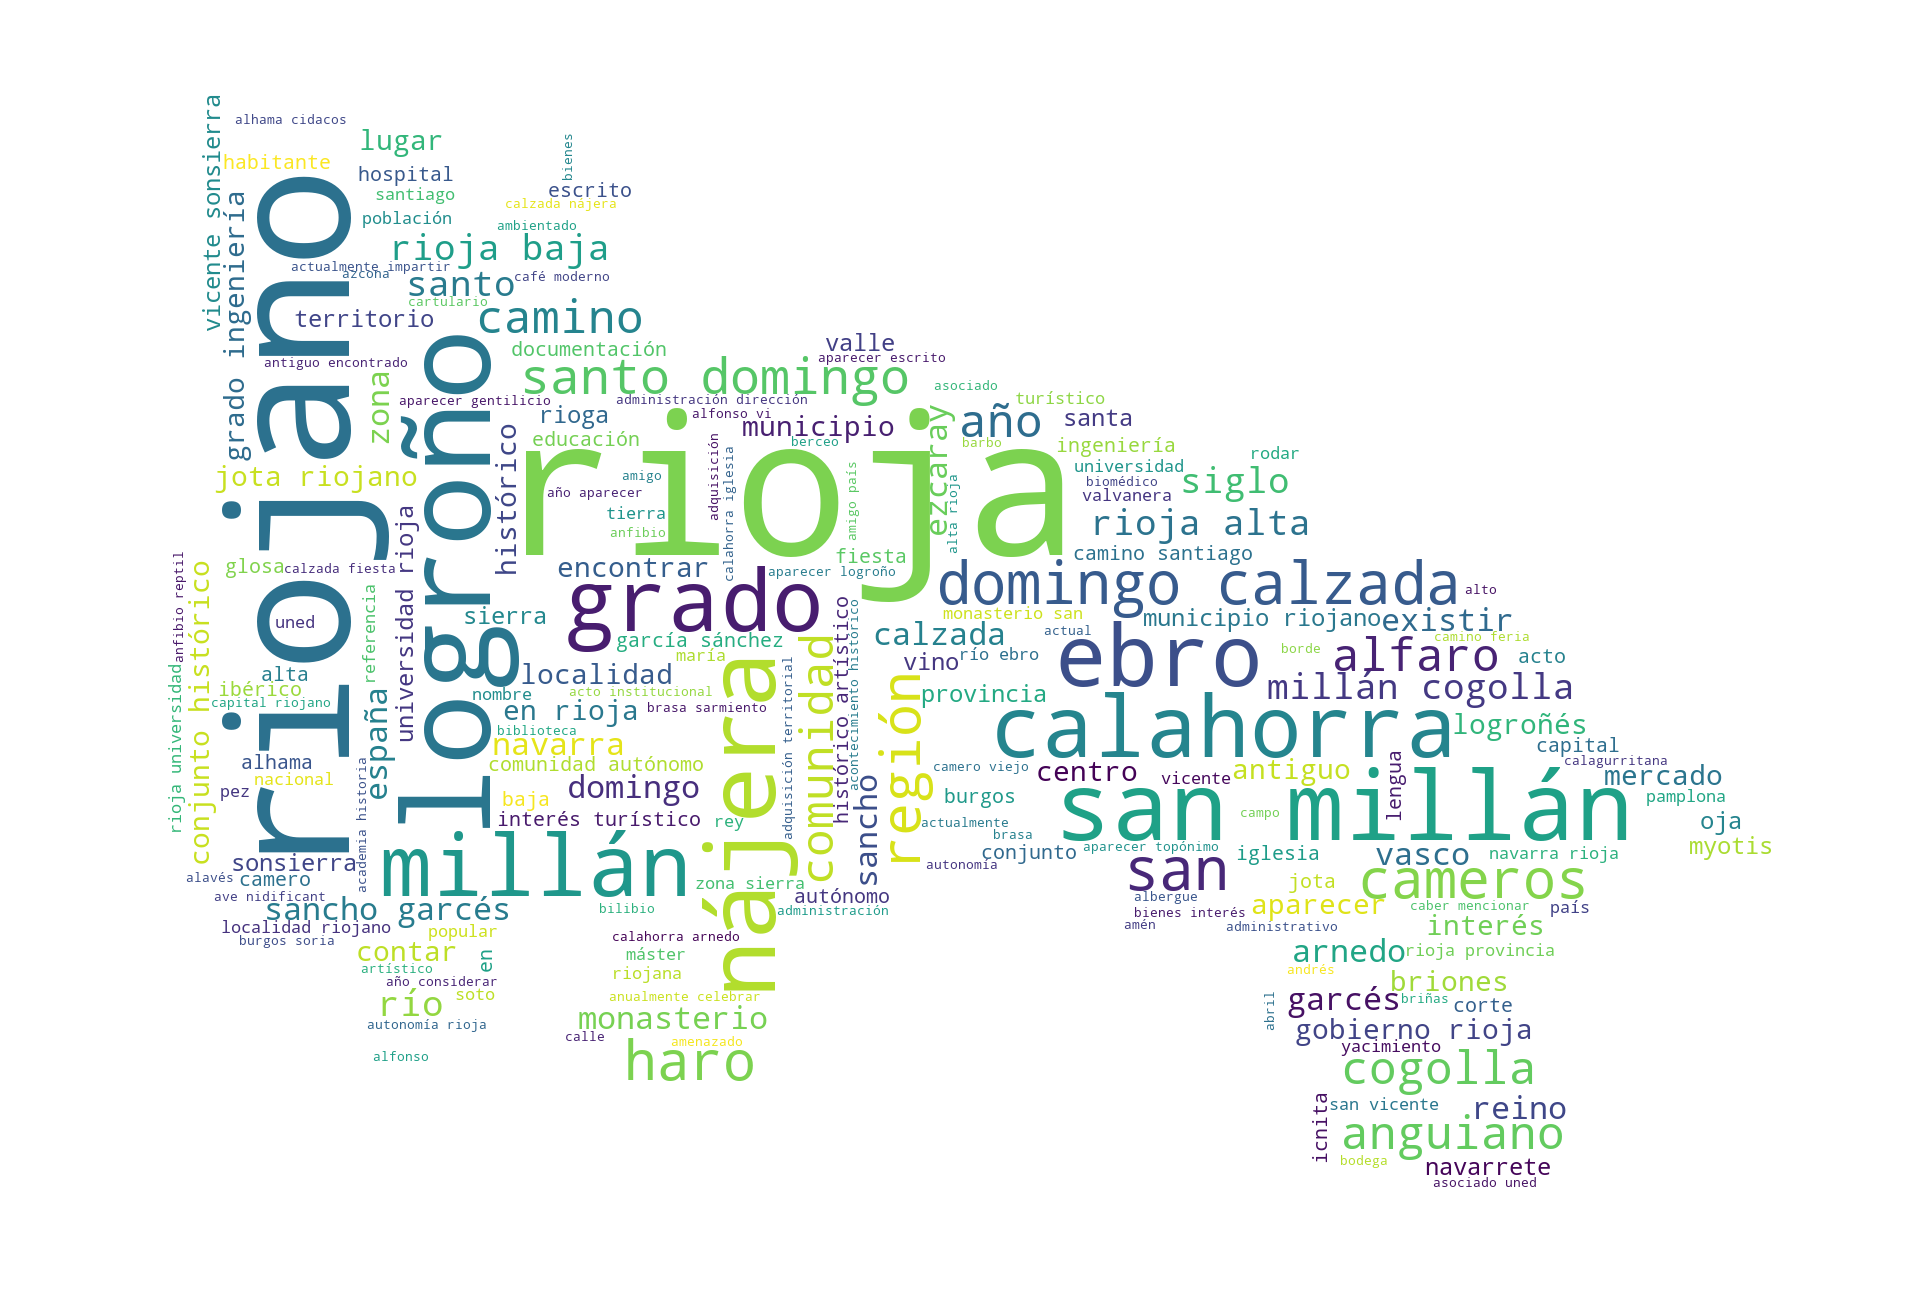 alhama cidacos
vicente sonsierra
lugar
habitante
bienes
hospital
escrito
santiago
calzada nájera
población
ambientado
grado ingeniería
riojano
rioja baja
actualmente impartir
azcona
santo
café moderno
cartulario
territorio
camino
logroño
valle
documentación
antiguo encontrado
aparecer escrito
santo domingo
zona
asociado
aparecer gentilicio
administración dirección
turístico
rioga
alfonso vi
año
santa
municipio
educación
berceo
barbo
ingeniería
histórico
rioja
ezcaray
rodar
jota riojano
amigo
adquisición
calahorra iglesia
amigo país
alta rioja
universidad
biomédico
siglo
año aparecer
valvanera
tierra
rioja alta
anfibio
universidad rioja
fiesta
camino santiago
glosa
calzada fiesta
encontrar
aparecer logroño
domingo calzada
anfibio reptil
conjunto histórico
referencia
grado
alto
uned
sierra
monasterio san
municipio riojano
existir
garcía sánchez
calzada
actual
camino feria
histórico artístico
acontecimiento histórico
ebro
borde
alfaro
maría
comunidad
vino
río ebro
acto
alta
localidad
nájera
región
ibérico
nombre
acto institucional
provincia
millán cogolla
capital riojano
españa
en rioja
brasa sarmiento
adquisición territorial
calahorra
logroñés
rioja universidad
biblioteca
navarra
capital
alhama
comunidad autónomo
camero viejo
centro
vicente
antiguo
lengua
calagurritana
nacional
academia historia
domingo
sancho
mercado
pez
baja
burgos
san millán
pamplona
interés turístico
rey
actualmente
campo
oja
brasa
sonsierra
millán
conjunto
aparecer topónimo
iglesia
vasco
navarra rioja
myotis
autonomía
alavés
camero
zona sierra
san
jota
cameros
ave nidificant
autónomo
albergue
sancho garcés
bilibio
administración
bienes interés
aparecer
caber mencionar
país
localidad riojano
popular
amén
administrativo
interés
burgos soria
calahorra arnedo
contar
en
máster
arnedo
rioja provincia
artístico
riojana
andrés
año considerar
briones
río
soto
anualmente celebrar
abril
garcés
briñas
corte
autonomía rioja
monasterio
gobierno rioja
calle
amenazado
yacimiento
alfonso
haro
cogolla
icnita
san vicente
reino
anguiano
bodega
navarrete
asociado uned